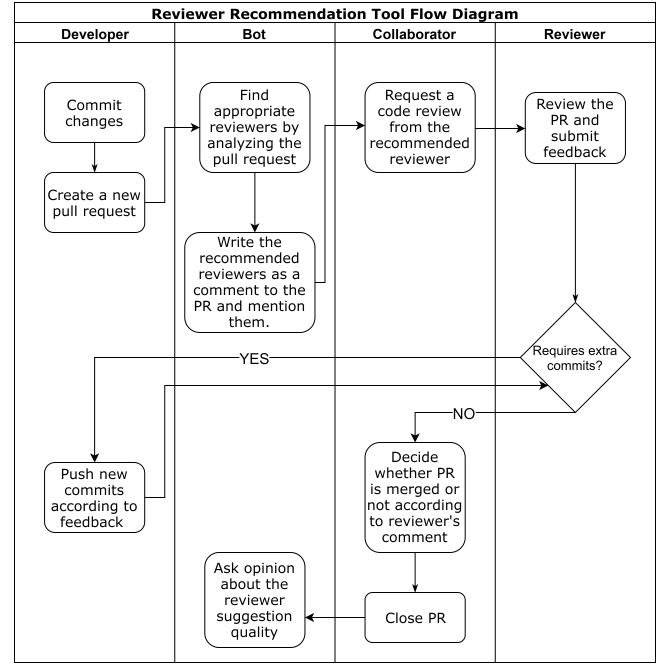 Reviewer Recommendation Tool Flow Diagram
Developer
Bot
Collaborator
Reviewer
Commit
changes
Create a new
pull request
Find
appropriate
reviewers by
analyzing the
pull request
Write the
recommended
reviewers as a
comment to the
PR and mention
them.
Request a
code review
from the
recommended
reviewer
Review the
PR and
submit
feedback
Requires extra
commits?
YES
NO
Push new
commits
according to
feedback
Decide
whether PR
is merged or
not according
to reviewer's
comment
Close PR
Ask opinion
about the
reviewer
suggestion
quality